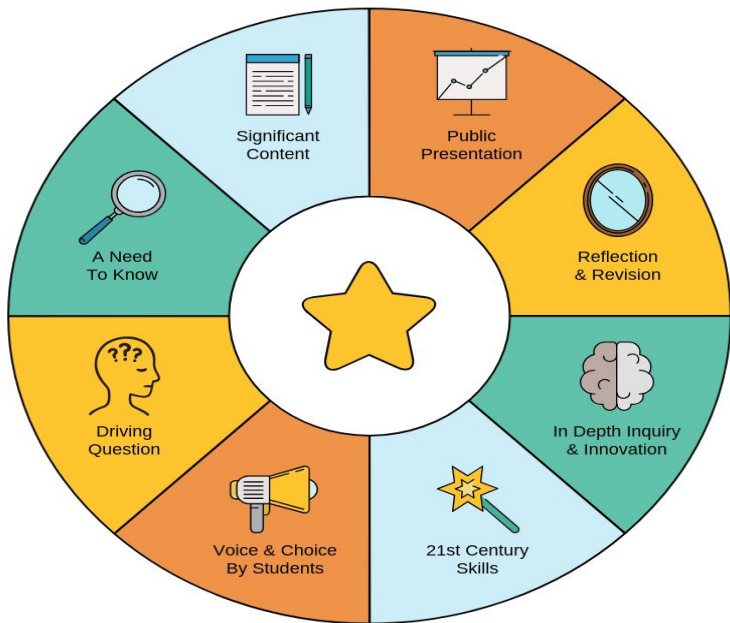 Significant
Content
Public
Presentation
A Need
To Know
Reflection
& Revision
???
Driving
Question
In Depth Inquiry
& Innovation
Voice & Choice
By Students
21st Century
Skills